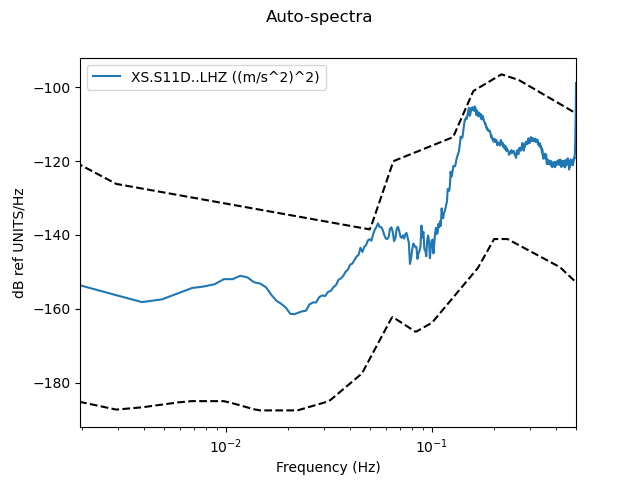 Auto-spectra
XS.S11D..LHZ ((m/s^2)^2)
dB ref UNITS/Hz
−100
−120
−140
−160
−180
10^{-2}
10^{-1}
Frequency (Hz)